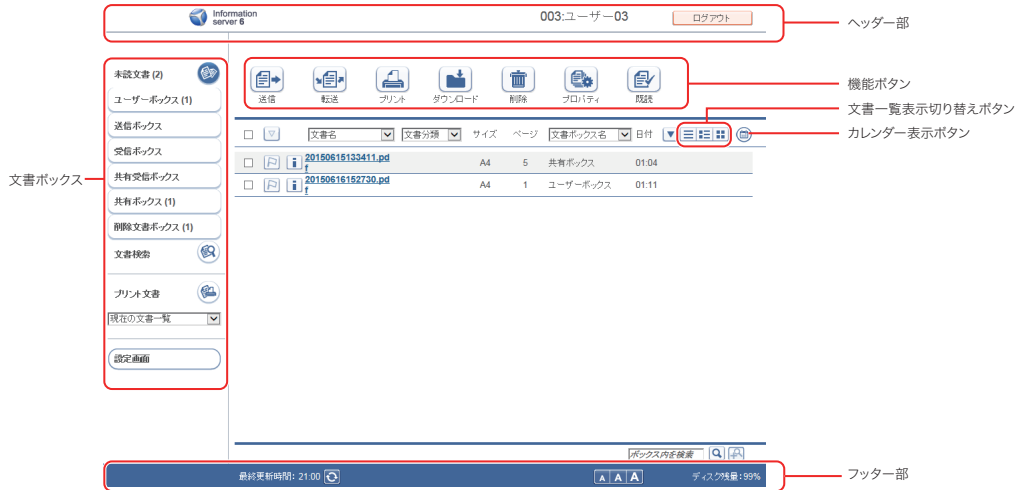 Information
server 6
003:ユーザー03
ログアウト
ヘッダー部
未読文書 (2)
ユーザーボックス (1)
送信ボックス
受信ボックス
共有受信ボックス
共有ボックス (1)
削除文書ボックス (1)
文書検索
プリント文書
現在の文書一覧
設定画面
文書ボックス
送信 転送 プリント ダウンロード 削除 プロパティ 既読
機能ボタン
文書一覧表示切り替えボタン
カレンダー表示ボタン
文書名 文書分類 サイズ ページ 文書ボックス名 日付
20150615133411.pd
f
A4 5 共有ボックス 01:04
20150616152730.pd
f
A4 1 ユーザーボックス 01:11
ボックス内を検索
最終更新時間: 21:00
A A A
ディスク残量:99%
フッター部